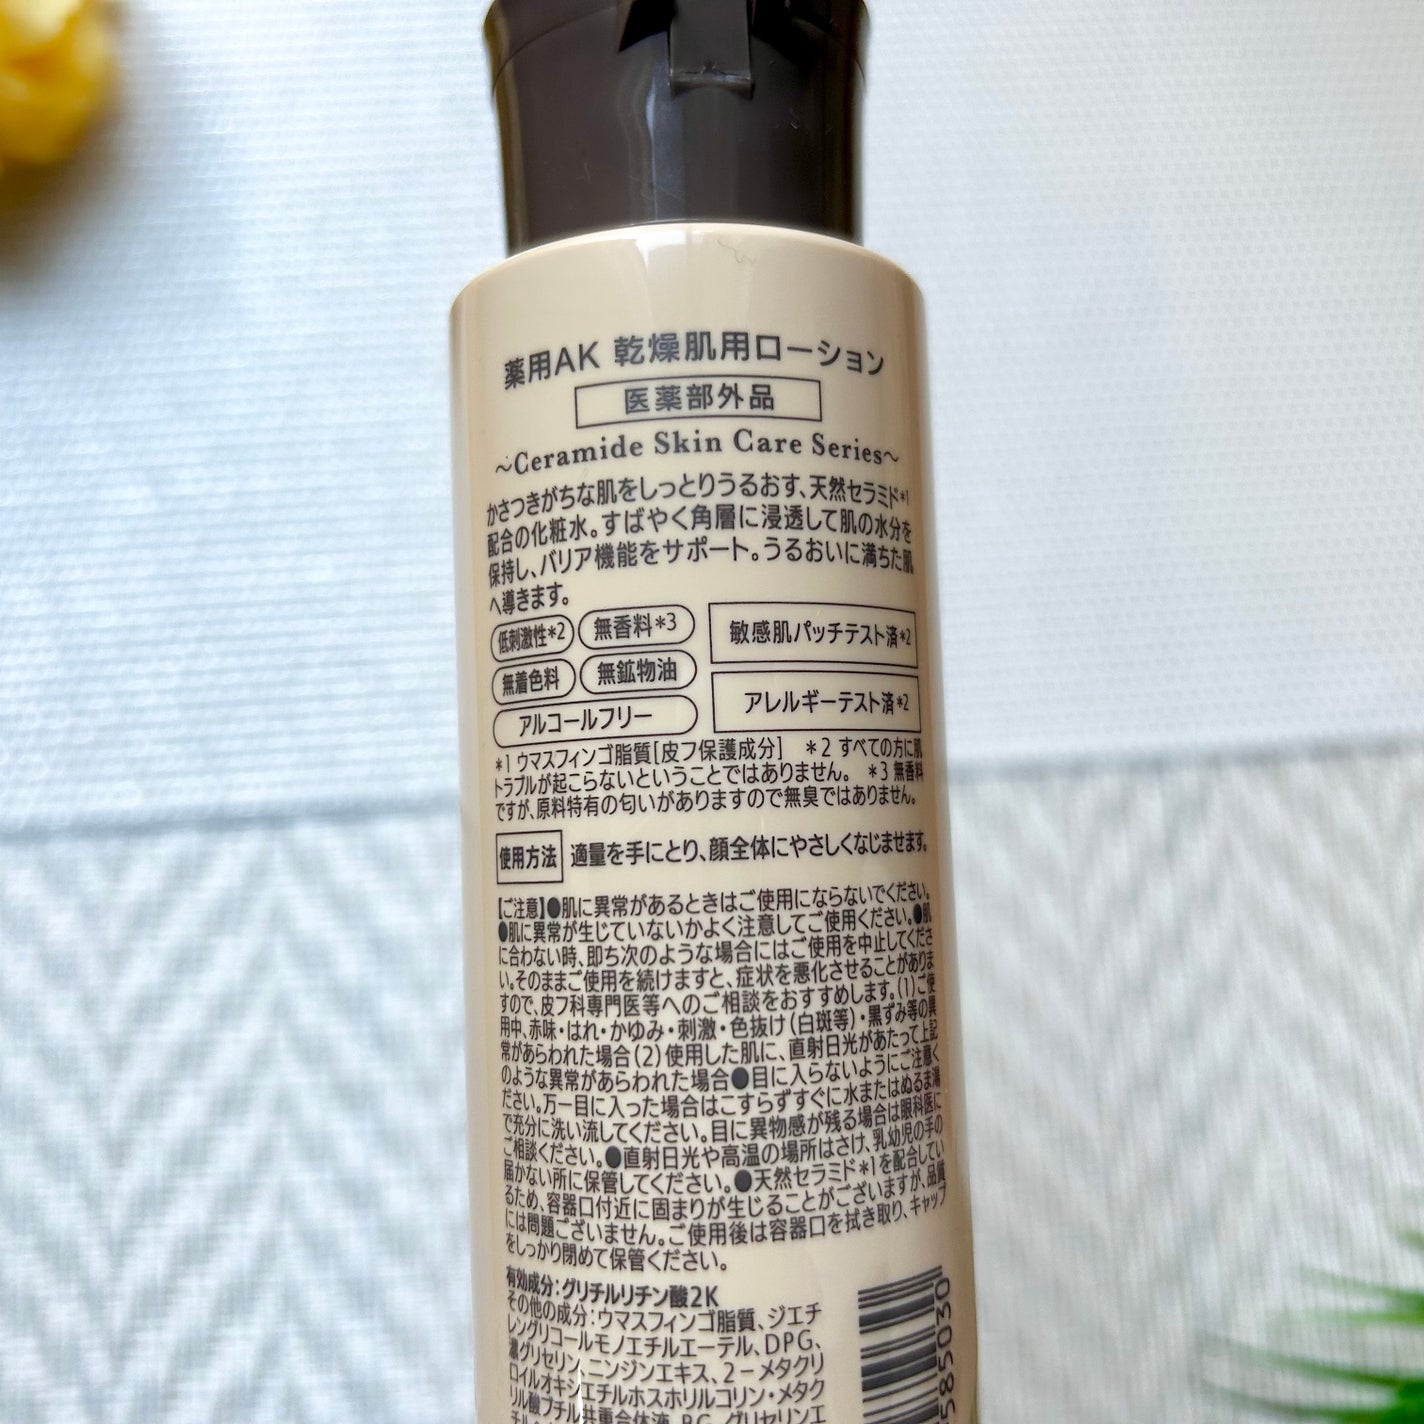 薬用AK 乾燥肌用ローション
医薬部外品
～Ceramide Skin Care Series～
かさつきがちな肌をしっとりうるおす、天然セラミド*1
配合の化粧水。すばやく角層に浸透して肌の水分を
保持し、バリア機能をサポート。うるおいに満ちた肌
へ導きます。
低刺激性*2 無香料*3
敏感肌パッチテスト済*2
無着色料 無鉱物油
アレルギーテスト済*2
アルコールフリー
*1 ウマスフィンゴ脂質[皮フ保護成分] *2 すべての方に肌
トラブルが起こらないということではありません。 *3 無香料
ですが、原料特有の匂いがありますので無臭ではありません。
使用方法 適量を手にとり、顔全体にやさしくなじませます。
【ご注意】●肌に異常があるときはご使用にならないでください。
●肌に異常が生じていないかよく注意してご使用ください。●肌
に合わない時、即ち次のような場合にはご使用を中止してくださ
い。そのままご使用を続けますと、症状を悪化させることがありま
すので、皮フ科専門医等へのご相談をおすすめします。(1)ご使
用中、赤味・はれ・かゆみ・刺激・色抜け(白斑等)・黒ずみ等の異
常があらわれた場合(2)使用した肌に、直射日光があたって上記
のような異常があらわれた場合●目に入らないようにご注意く
ださい。万一目に入った場合はこすらずすぐに水またはぬるま湯
で充分に洗い流してください。目に異物感が残る場合は眼科医に
ご相談ください。●直射日光や高温の場所はさけ、乳幼児の手の
届かない所に保管してください。●天然セラミド*1を配合してい
るため、容器口付近に固まりが生じることがございますが、品質
には問題ございません。ご使用後は容器口を拭き取り、キャップ
をしっかり閉めて保管ください。
有効成分：グリチルリチン酸2K
その他の成分：ウマスフィンゴ脂質、ジエチ
レングリコールモノエチルエーテル、DPG、
濃グリセリン、ニンジンエキス、2－メタクリ
ロイルオキシエチルホスホリルコリン・メタク
リル酸ブチル共重合体液、BG、グリセリンエ
585030